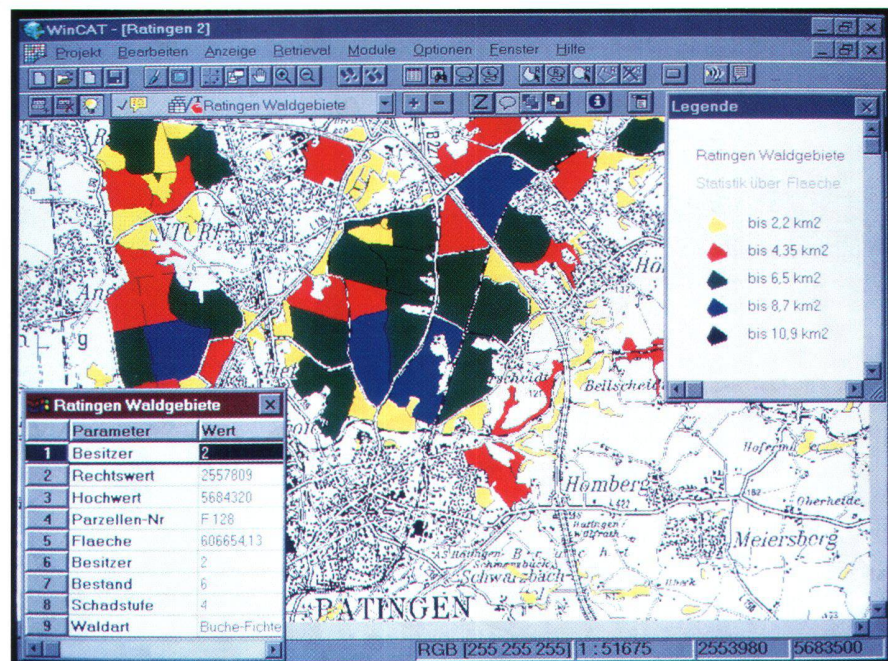 WinCAT - [Ratingen 2]
Projekt Bearbeiten Anzeige Retrieval Module Optionen Fenster Hilfe
Ratingen Waldgebiete
Legende
Ratingen Waldgebiete
Statistik über Flaeche
bis 2,2 km2
bis 4,35 km2
bis 6,5 km2
bis 8,7 km2
bis 10,9 km2
Homberg
Meiersberg
Oberheide
Schwarzbach
RATINGEN
Ratingen Waldgebiete
Parameter Wert
1 Besitzer 2
2 Rechtswert 2557809
3 Hochwert 5684320
4 Parzellen-Nr F 128
5 Flaeche 606654,13
6 Besitzer 2
7 Bestand 6
8 Schadstufe 4
9 Waldart Buche-Fichte
RGB [255 255 255] 1 : 51675 2553980 5683500